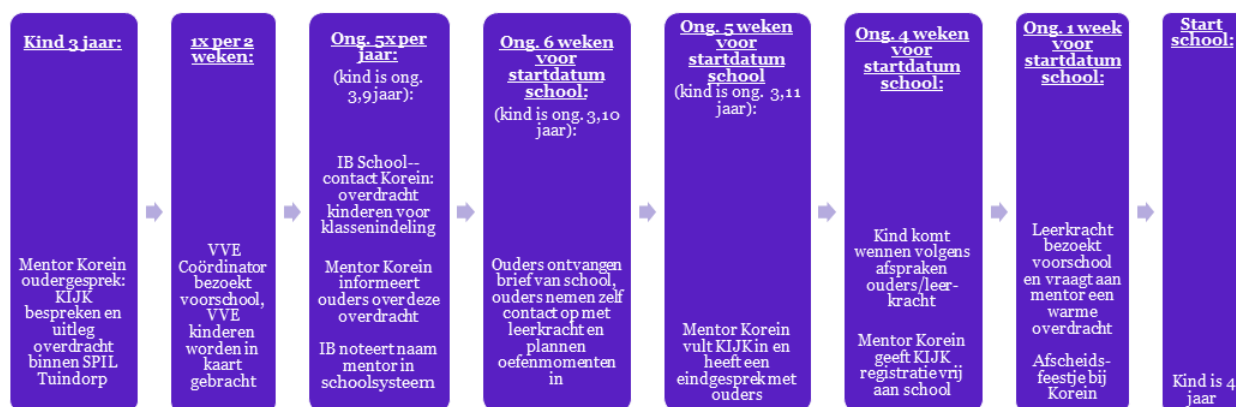 Kind 3 jaar:
Mentor Korein
oudergesprek:
KIJK
bespreken en
uitleg
overdracht
binnen SPIL
Tuindorp
1x per 2
weken:
VVE
Coördinator
bezoekt
voorschool,
VVE
kinderen
worden in
kaart
gebracht
Ong. 5x per
jaar:
(kind is ong.
3,9 jaar):
IB School--
contact Korein:
overdracht
kinderen voor
klassenindeling
Mentor Korein
informeert
ouders over deze
overdracht
IB noteert naam
mentor in
schoolsysteem
Ong. 6 weken
voor
startdatum
school:
(kind is ong. 3,10
jaar):
Ouders ontvangen
brief van school,
ouders nemen zelf
contact op met
leerkracht en
plannen
oefenmomenten
in
Ong. 5 weken
voor
startdatum
school
(kind is ong. 3,11
jaar):
Mentor Korein
vult KIJK in en
heeft een
eindgesprek met
ouders
Ong. 4 weken
voor
startdatum
school:
Kind komt
wennen volgens
afspraken
ouders/leer-
kracht
Mentor Korein
geeft KIJK
registratie vrij
aan school
Ong. 1 week
voor
startdatum
school:
Leerkracht
bezoekt
voorschool
en vraagt aan
mentor een
warme
overdracht
Afscheids-
feestje bij
Korein
Start
school:
Kind is 4
jaar